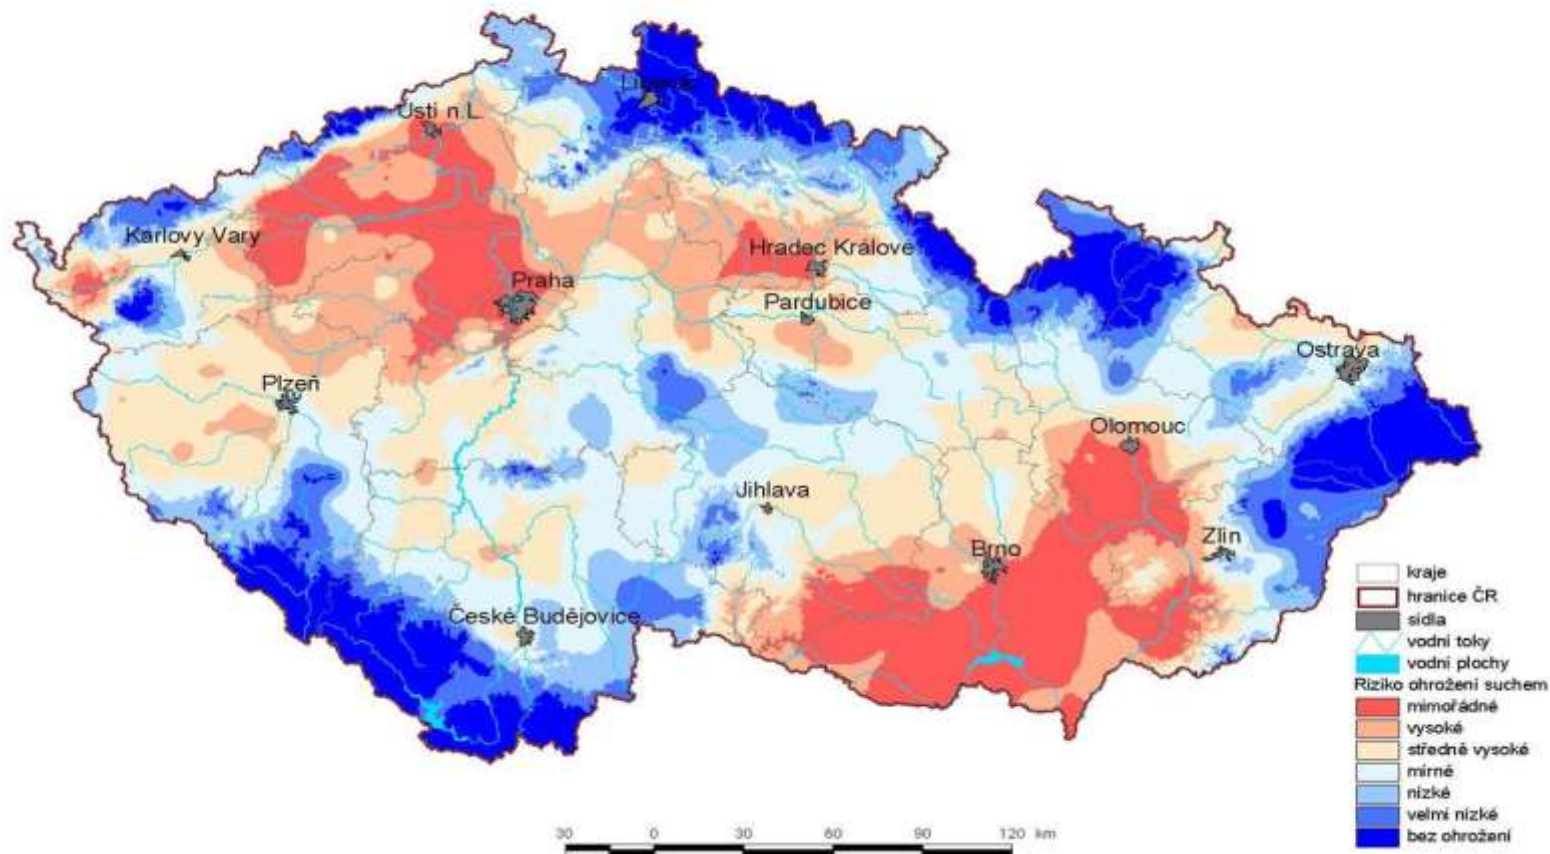 Ústí n.L.
Karlovy Vary
Hradec Králove
Praha
Pardubice
Ostrava
Plzeň
Olomouc
Jihlava
Brno
Zlín
České Budějovice
kraje
hranice ČR
sídla
vodní toky
vodní plochy
Riziko ohrožení suchem
mimořádné
vysoké
středně vysoké
mírné
nízké
velmi nízké
bez ohrožení
30 0 30 60 90 120 km